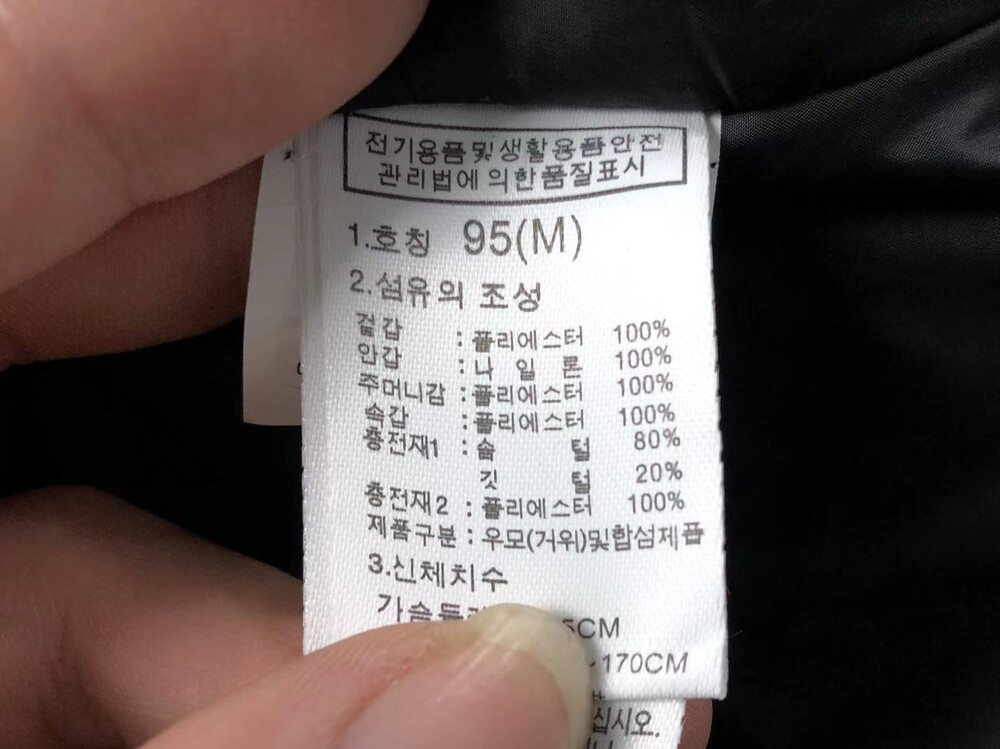 전기용품및생활용품안전
관리법에 의한품질표시
1.호칭 95(M)
2.섬유의 조성
겉감 : 폴리에스터 100%
안감 : 나 일 론 100%
주머니감 : 폴리에스터 100%
속감 : 폴리에스터 100%
충전재1 : 솜 털 80%
깃 털 20%
충전재2 : 폴리에스터 100%
제품구분 : 우모(거위)및합성제품
3.신체치수
5CM
~170CM
십시오.